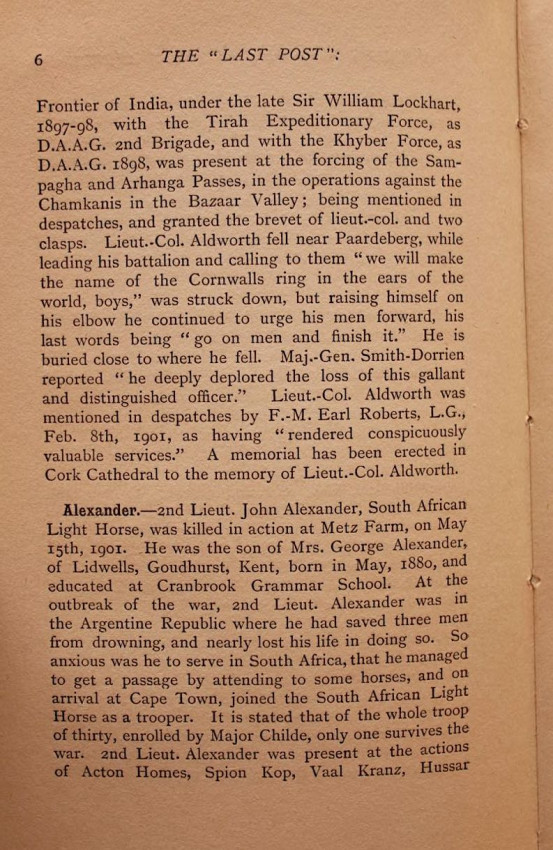 6 THE "LAST POST":
Frontier of India, under the late Sir William Lockhart,
1897-98, with the Tirah Expeditionary Force, as
D.A.A.G. 2nd Brigade, and with the Khyber Force, as
D.A.A.G. 1898, was present at the forcing of the Sam-
pagha and Arhanga Passes, in the operations against the
Chamkanis in the Bazaar Valley; being mentioned in
despatches, and granted the brevet of lieut.-col. and two
clasps. Lieut.-Col. Aldworth fell near Paardeberg, while
leading his battalion and calling to them "we will make
the name of the Cornwalls ring in the ears of the
world, boys," was struck down, but raising himself on
his elbow he continued to urge his men forward, his
last words being "go on men and finish it." He is
buried close to where he fell. Maj.-Gen. Smith-Dorrien
reported "he deeply deplored the loss of this gallant
and distinguished officer." Lieut.-Col. Aldworth was
mentioned in despatches by F.-M. Earl Roberts, L.G.,
Feb. 8th, 1901, as having "rendered conspicuously
valuable services." A memorial has been erected in
Cork Cathedral to the memory of Lieut.-Col. Aldworth.
Alexander.—2nd Lieut. John Alexander, South African
Light Horse, was killed in action at Metz Farm, on May
15th, 1901. He was the son of Mrs. George Alexander,
of Lidwells, Goudhurst, Kent, born in May, 1880, and
educated at Cranbrook Grammar School. At the
outbreak of the war, 2nd Lieut. Alexander was in
the Argentine Republic where he had saved three men
from drowning, and nearly lost his life in doing so. So
anxious was he to serve in South Africa, that he managed
to get a passage by attending to some horses, and on
arrival at Cape Town, joined the South African Light
Horse as a trooper. It is stated that of the whole troop
of thirty, enrolled by Major Childe, only one survives the
war. 2nd Lieut. Alexander was present at the actions
of Acton Homes, Spion Kop, Vaal Kranz, Hussar